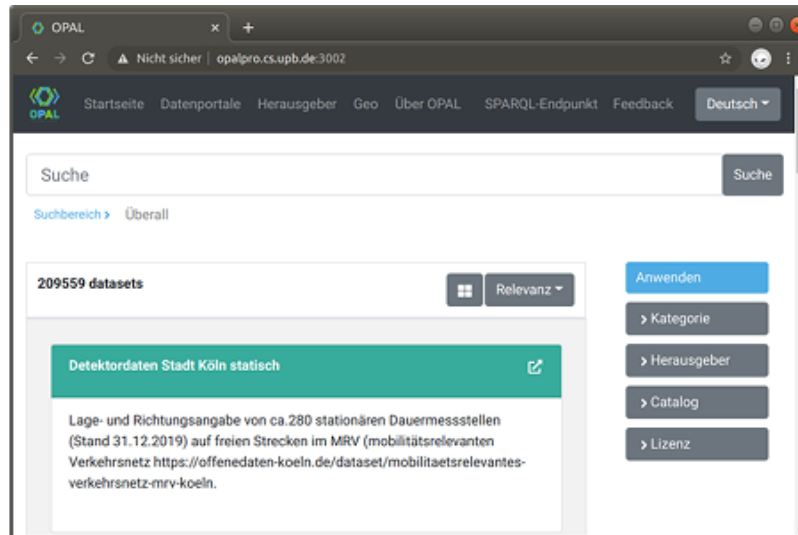 OPAL
Nicht sicher opalpro.cs.upb.de:3002
OPAL
Startseite Datenportale Herausgeber Geo Über OPAL SPARQL-Endpunkt Feedback Deutsch
Suche Suche
Suchbereich Überall
209559 datasets Relevanz
Anwenden
Kategorie
Herausgeber
Catalog
Lizenz
Detektordaten Stadt Köln statisch
Lage- und Richtungsangabe von ca.280 stationären Dauermessstellen
(Stand 31.12.2019) auf freien Strecken im MRV (mobilitätsrelevanten
Verkehrsnetz https://offenedaten-koeln.de/dataset/mobilitaetsrelevantes-
verkehrsnetz-mrv-koeln.